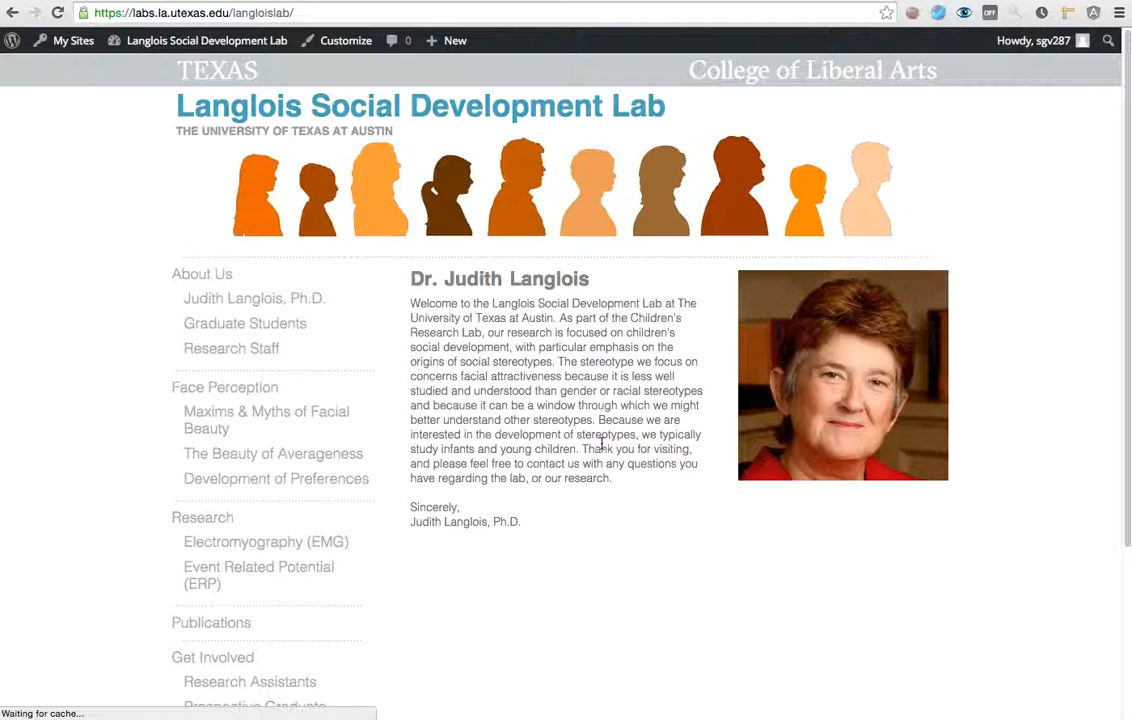 https://labs.la.utexas.edu/langloislab/
OFF
My Sites
Langlois Social Development Lab
Customize
0
New
Howdy, sgv287
TEXAS
College of Liberal Arts
Langlois Social Development Lab
THE UNIVERSITY OF TEXAS AT AUSTIN
About Us
Judith Langlois, Ph.D.
Graduate Students
Research Staff
Face Perception
Maxims & Myths of Facial
Beauty
The Beauty of Averageness
Development of Preferences
Research
Electromyography (EMG)
Event Related Potential
(ERP)
Publications
Get Involved
Research Assistants
Prospective Graduate
Dr. Judith Langlois
Welcome to the Langlois Social Development Lab at The
University of Texas at Austin. As part of the Children's
Research Lab, our research is focused on children's
social development, with particular emphasis on the
origins of social stereotypes. The stereotype we focus on
concerns facial attractiveness because it is less well
studied and understood than gender or racial stereotypes
and because it can be a window through which we might
better understand other stereotypes. Because we are
interested in the development of stereotypes, we typically
study infants and young children. Thank you for visiting,
and please feel free to contact us with any questions you
have regarding the lab, or our research.
Sincerely,
Judith Langlois, Ph.D.
Waiting for cache...